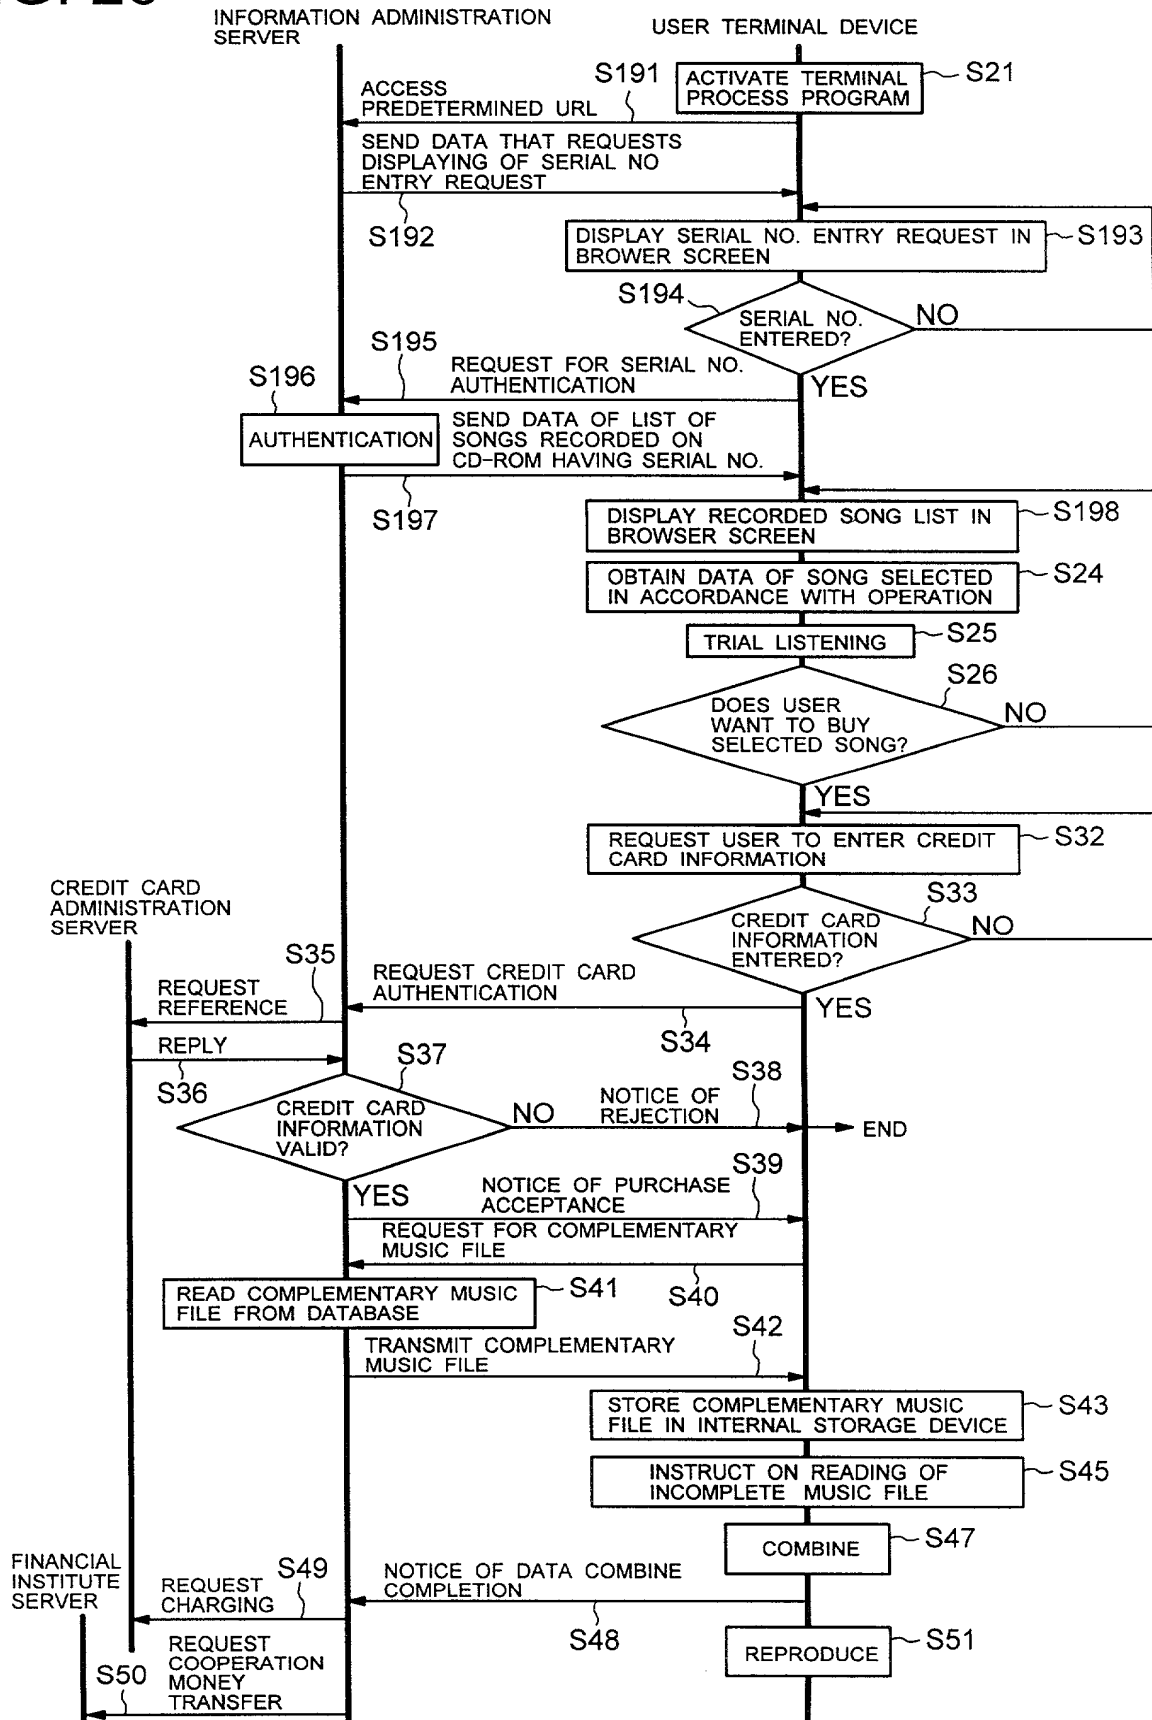 INFORMATION ADMINISTRATION
SERVER
USER TERMINAL DEVICE
S191
ACTIVATE TERMINAL
PROCESS PROGRAM
S21
ACCESS
PREDETERMINED URL
SEND DATA THAT REQUESTS
DISPLAYING OF SERIAL NO
ENTRY REQUEST
S192
DISPLAY SERIAL NO. ENTRY REQUEST IN
BROWER SCREEN
S193
S194
SERIAL NO.
ENTERED?
NO
S195
REQUEST FOR SERIAL NO.
AUTHENTICATION
YES
S196
AUTHENTICATION
SEND DATA OF LIST OF
SONGS RECORDED ON
CD-ROM HAVING SERIAL NO.
S197
DISPLAY RECORDED SONG LIST IN
BROWSER SCREEN
S198
OBTAIN DATA OF SONG SELECTED
IN ACCORDANCE WITH OPERATION
S24
TRIAL LISTENING
S25
S26
DOES USER
WANT TO BUY
SELECTED SONG?
NO
YES
REQUEST USER TO ENTER CREDIT
CARD INFORMATION
S32
CREDIT CARD
ADMINISTRATION
SERVER
S33
CREDIT CARD
INFORMATION
ENTERED?
NO
S35
REQUEST
REFERENCE
REQUEST CREDIT CARD
AUTHENTICATION
YES
S34
REPLY
S36
S37
CREDIT CARD
INFORMATION
VALID?
NO
NOTICE OF
REJECTION
S38
END
YES
NOTICE OF PURCHASE
ACCEPTANCE
S39
REQUEST FOR COMPLEMENTARY
MUSIC FILE
S40
READ COMPLEMENTARY MUSIC
FILE FROM DATABASE
S41
TRANSMIT COMPLEMENTARY
MUSIC FILE
S42
STORE COMPLEMENTARY MUSIC
FILE IN INTERNAL STORAGE DEVICE
S43
INSTRUCT ON READING OF
INCOMPLETE MUSIC FILE
S45
COMBINE
S47
FINANCIAL
INSTITUTE
SERVER
REQUEST
CHARGING
S49
NOTICE OF DATA COMBINE
COMPLETION
S48
REPRODUCE
S51
REQUEST
COOPERATION
MONEY
TRANSFER
S50